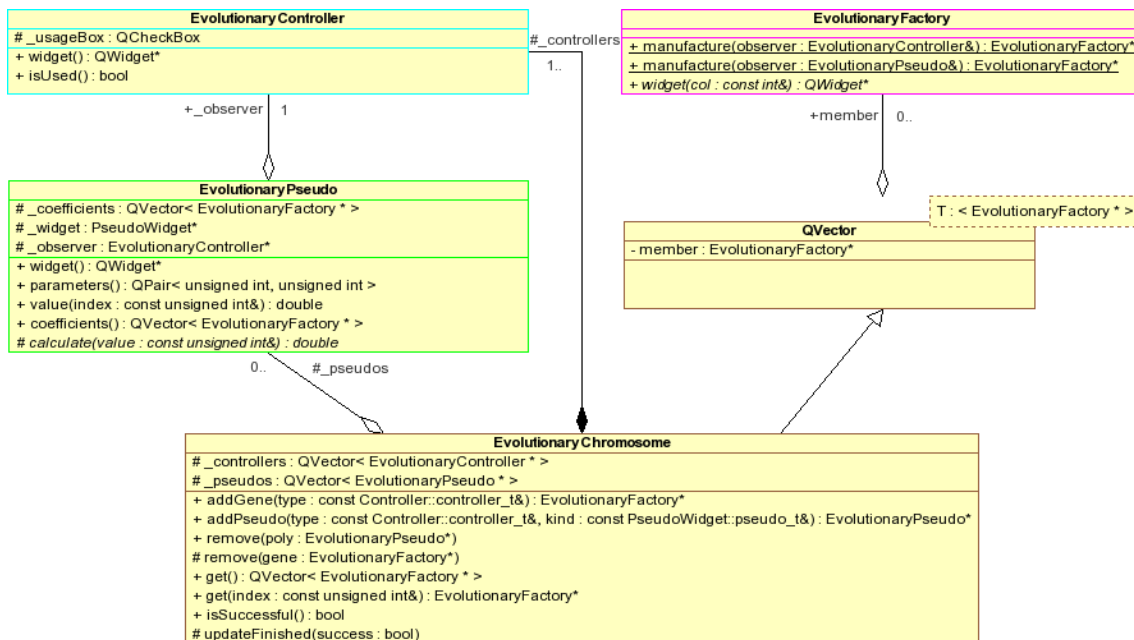 EvolutionaryController
# _usageBox : QCheckBox
+ widget() : QWidget*
+ isUsed() : bool
#_controllers
1..
EvolutionaryFactory
+ manufacture(observer : EvolutionaryController&) : EvolutionaryFactory*
+ manufacture(observer : EvolutionaryPseudo&) : EvolutionaryFactory*
+ widget(col : const int&) : QWidget*
+_observer 1
+member 0..
EvolutionaryPseudo
# _coefficients : QVector< EvolutionaryFactory * >
# _widget : PseudoWidget*
# _observer : EvolutionaryController*
+ widget() : QWidget*
+ parameters() : QPair< unsigned int, unsigned int >
+ value(index : const unsigned int&) : double
+ coefficients() : QVector< EvolutionaryFactory * >
# calculate(value : const unsigned int&) : double
T : < EvolutionaryFactory * >
QVector
- member : EvolutionaryFactory*
0.. #_pseudos
EvolutionaryChromosome
# _controllers : QVector< EvolutionaryController * >
# _pseudos : QVector< EvolutionaryPseudo * >
+ addGene(type : const Controller::controller_t&) : EvolutionaryFactory*
+ addPseudo(type : const Controller::controller_t&, kind : const PseudoWidget::pseudo_t&) : EvolutionaryPseudo*
+ remove(poly : EvolutionaryPseudo*)
# remove(gene : EvolutionaryFactory*)
+ get() : QVector< EvolutionaryFactory * >
+ get(index : const unsigned int&) : EvolutionaryFactory*
+ isSuccessful() : bool
# updateFinished(success : bool)